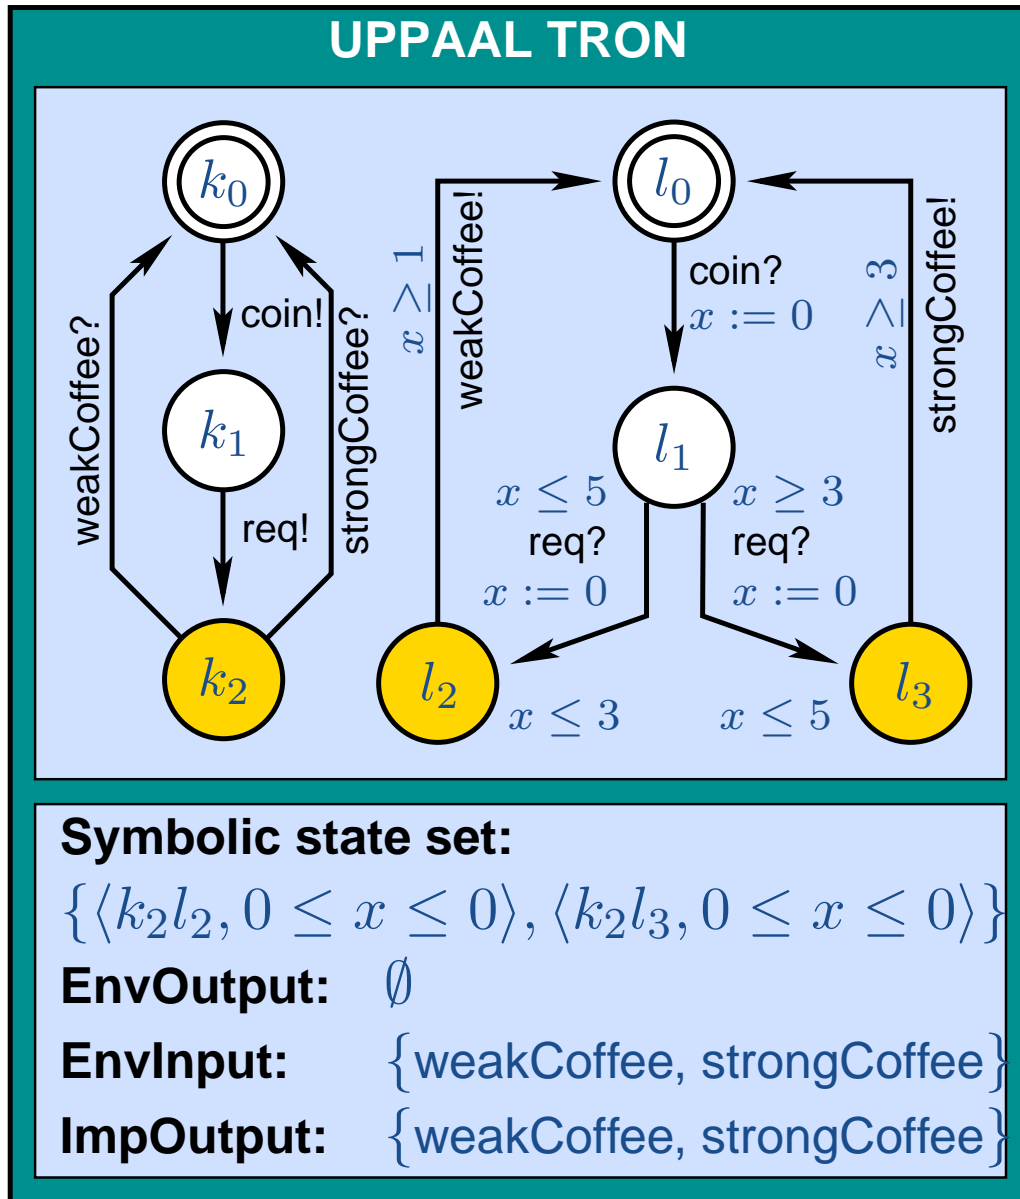 UPPAAL TRON
k₀
coin!
k₁
req!
k₂
weakCoffee?
strongCoffee?
l₀
coin?
x := 0
l₁
x ≤ 5
req?
x := 0
x ≥ 3
req?
x := 0
l₂
x ≤ 3
l₃
x ≤ 5
x ≥ 1
weakCoffee!
x ≥ 3
strongCoffee!
Symbolic state set:
{⟨k₂l₂, 0 ≤ x ≤ 0⟩, ⟨k₂l₃, 0 ≤ x ≤ 0⟩}
EnvOutput: ∅
EnvInput: {weakCoffee, strongCoffee}
ImpOutput: {weakCoffee, strongCoffee}